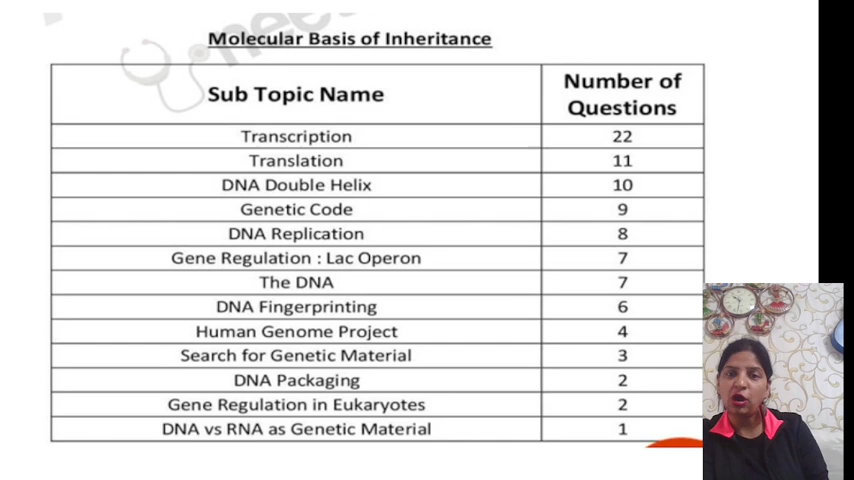 Molecular Basis of Inheritance
Sub Topic Name Number of Questions
Transcription 22
Translation 11
DNA Double Helix 10
Genetic Code 9
DNA Replication 8
Gene Regulation : Lac Operon 7
The DNA 7
DNA Fingerprinting 6
Human Genome Project 4
Search for Genetic Material 3
DNA Packaging 2
Gene Regulation in Eukaryotes 2
DNA vs RNA as Genetic Material 1